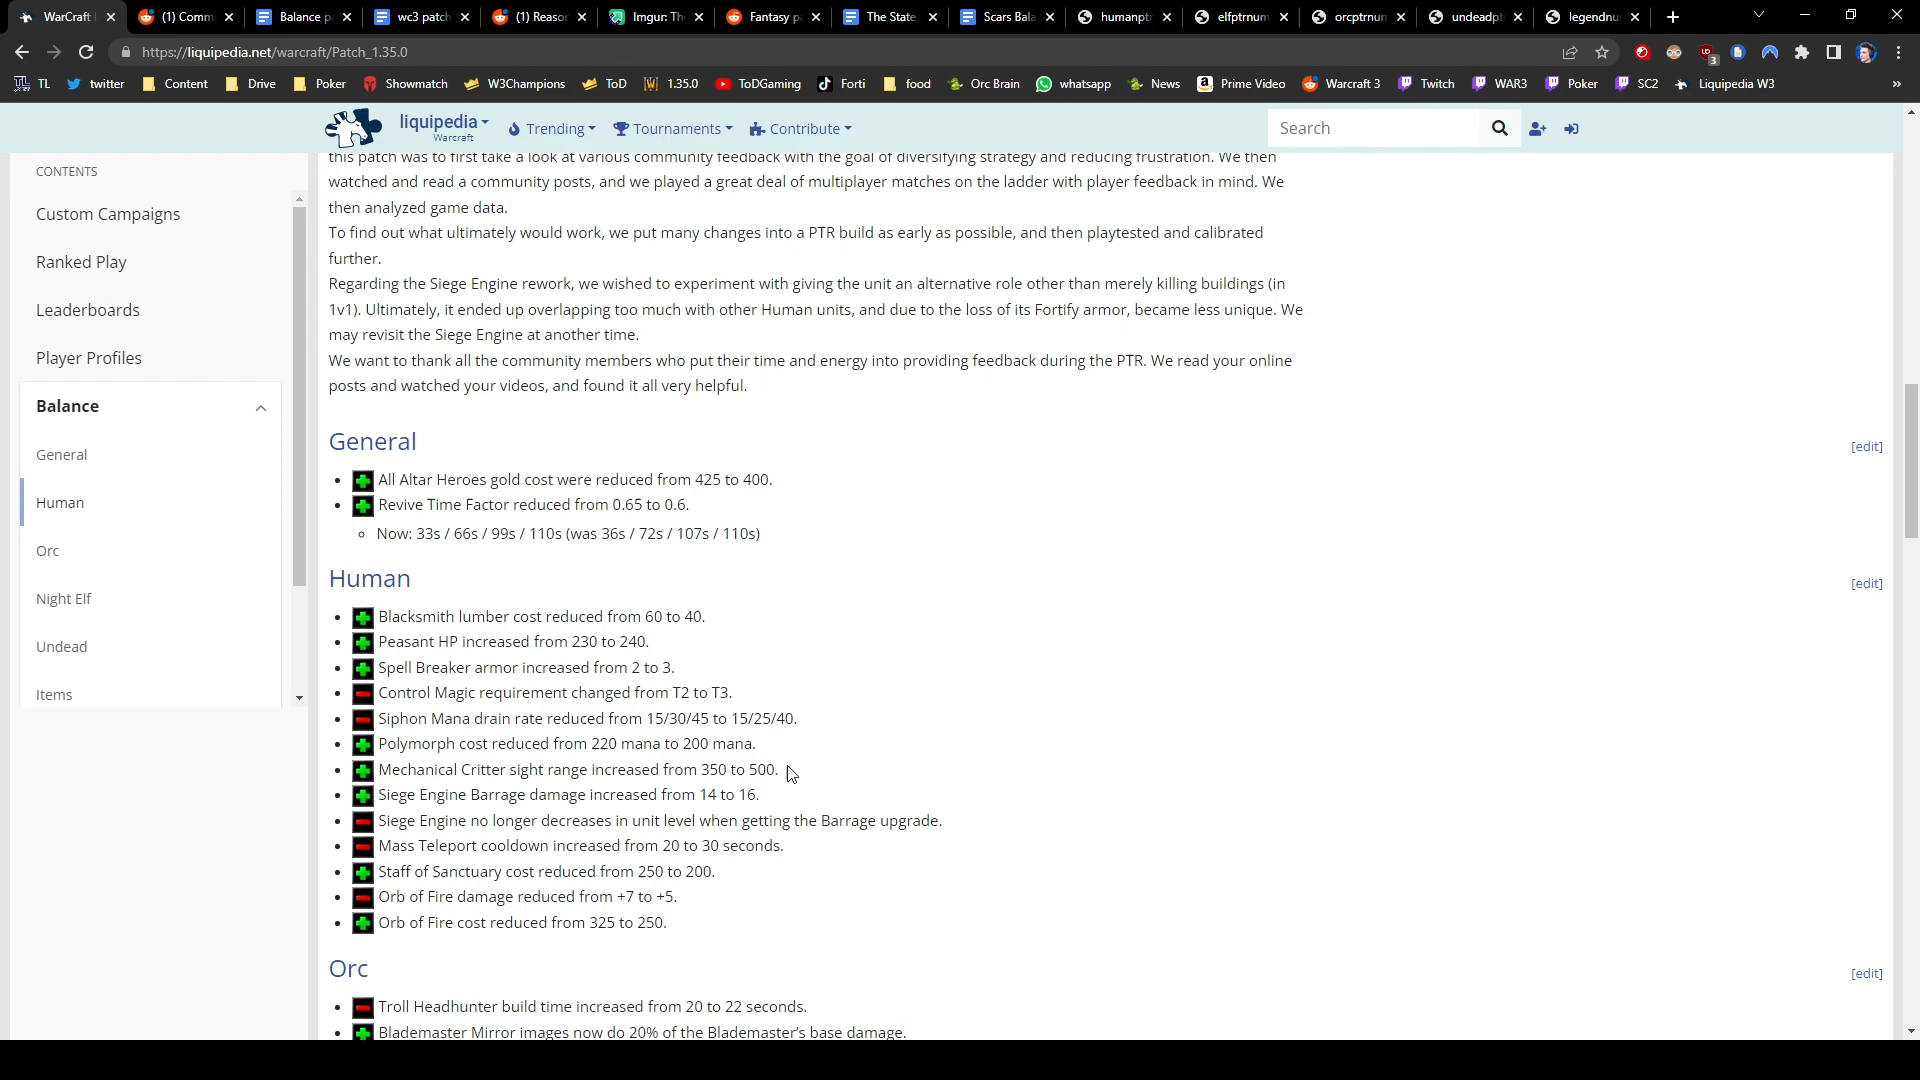 WarCraft
(1) Comm
Balance p
wc3 patch
(1) Reaso
Imgur: Th
Fantasy p
The State
Scars Bala
humanptr
elfptrnum
orcptrnur
undeadpt
legendnu
https://liquipedia.net/warcraft/Patch_1.35.0
3
TL
twitter
Content
Drive
Poker
Showmatch
W3Champions
ToD
1.35.0
ToDGaming
Forti
food
Orc Brain
whatsapp
News
Prime Video
Warcraft 3
Twitch
WAR3
Poker
SC2
Liquipedia W3
»
liquipedia
Warcraft
Trending
Tournaments
Contribute
Search
CONTENTS
Custom Campaigns
Ranked Play
Leaderboards
Player Profiles
Balance
General
Human
Orc
Night Elf
Undead
Items
this patch was to first take a look at various community feedback with the goal of diversifying strategy and reducing frustration. We then
watched and read a community posts, and we played a great deal of multiplayer matches on the ladder with player feedback in mind. We
then analyzed game data.
To find out what ultimately would work, we put many changes into a PTR build as early as possible, and then playtested and calibrated
further.
Regarding the Siege Engine rework, we wished to experiment with giving the unit an alternative role other than merely killing buildings (in
1v1). Ultimately, it ended up overlapping too much with other Human units, and due to the loss of its Fortify armor, became less unique. We
may revisit the Siege Engine at another time.
We want to thank all the community members who put their time and energy into providing feedback during the PTR. We read your online
posts and watched your videos, and found it all very helpful.
General
[edit]
All Altar Heroes gold cost were reduced from 425 to 400.
Revive Time Factor reduced from 0.65 to 0.6.
Now: 33s / 66s / 99s / 110s (was 36s / 72s / 107s / 110s)
Human
[edit]
Blacksmith lumber cost reduced from 60 to 40.
Peasant HP increased from 230 to 240.
Spell Breaker armor increased from 2 to 3.
Control Magic requirement changed from T2 to T3.
Siphon Mana drain rate reduced from 15/30/45 to 15/25/40.
Polymorph cost reduced from 220 mana to 200 mana.
Mechanical Critter sight range increased from 350 to 500.
Siege Engine Barrage damage increased from 14 to 16.
Siege Engine no longer decreases in unit level when getting the Barrage upgrade.
Mass Teleport cooldown increased from 20 to 30 seconds.
Staff of Sanctuary cost reduced from 250 to 200.
Orb of Fire damage reduced from +7 to +5.
Orb of Fire cost reduced from 325 to 250.
Orc
[edit]
Troll Headhunter build time increased from 20 to 22 seconds.
Blademaster Mirror images now do 20% of the Blademaster's base damage.